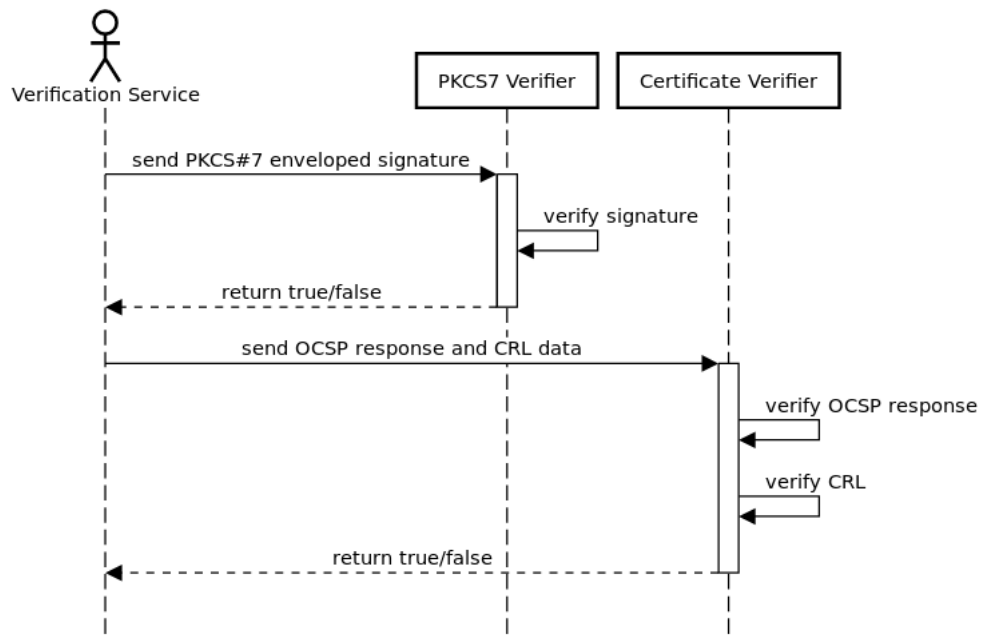 Verification Service
PKCS7 Verifier
Certificate Verifier
send PKCS#7 enveloped signature
verify signature
return true/false
send OCSP response and CRL data
verify OCSP response
verify CRL
return true/false